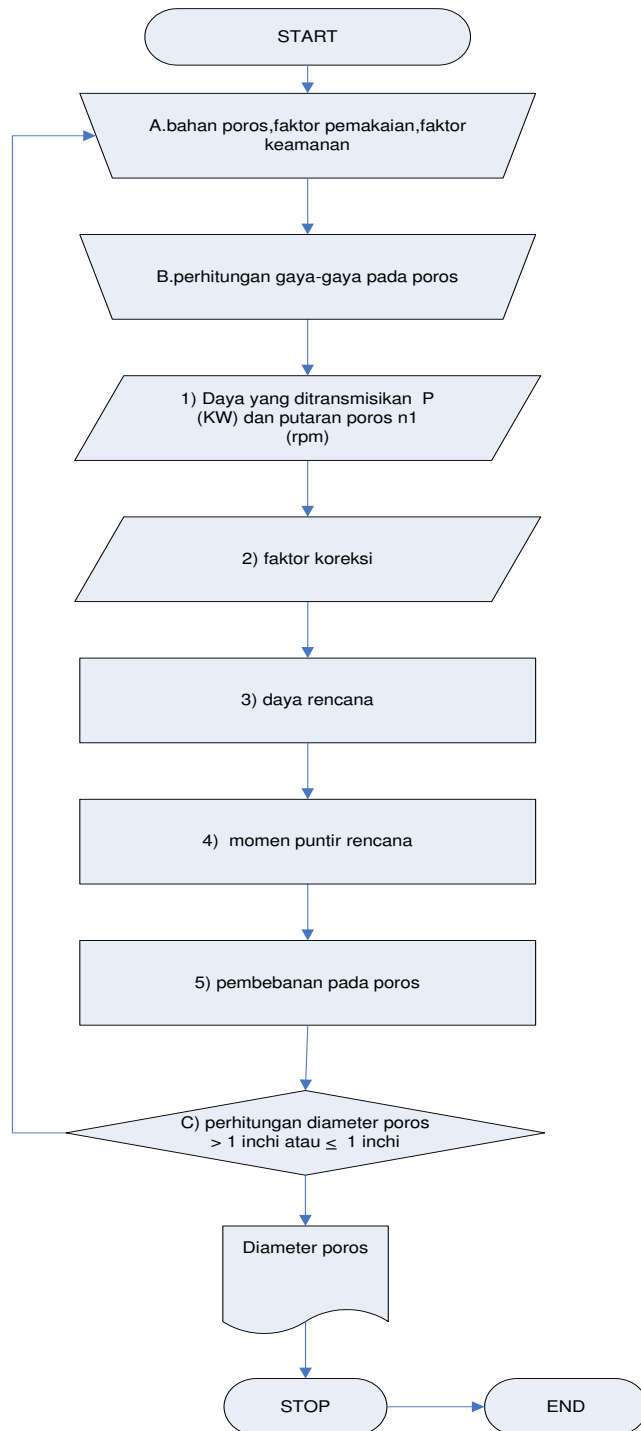 START
A.bahan poros,faktor pemakaian,faktor
keamanan
B.perhitungan gaya-gaya pada poros
1) Daya yang ditransmisikan  P
(KW) dan putaran poros n1
(rpm)
2) faktor koreksi
3) daya rencana
4)  momen puntir rencana
5) pembebanan pada poros
C) perhitungan diameter poros
> 1 inchi atau ≤  1 inchi
Diameter poros
STOP
END